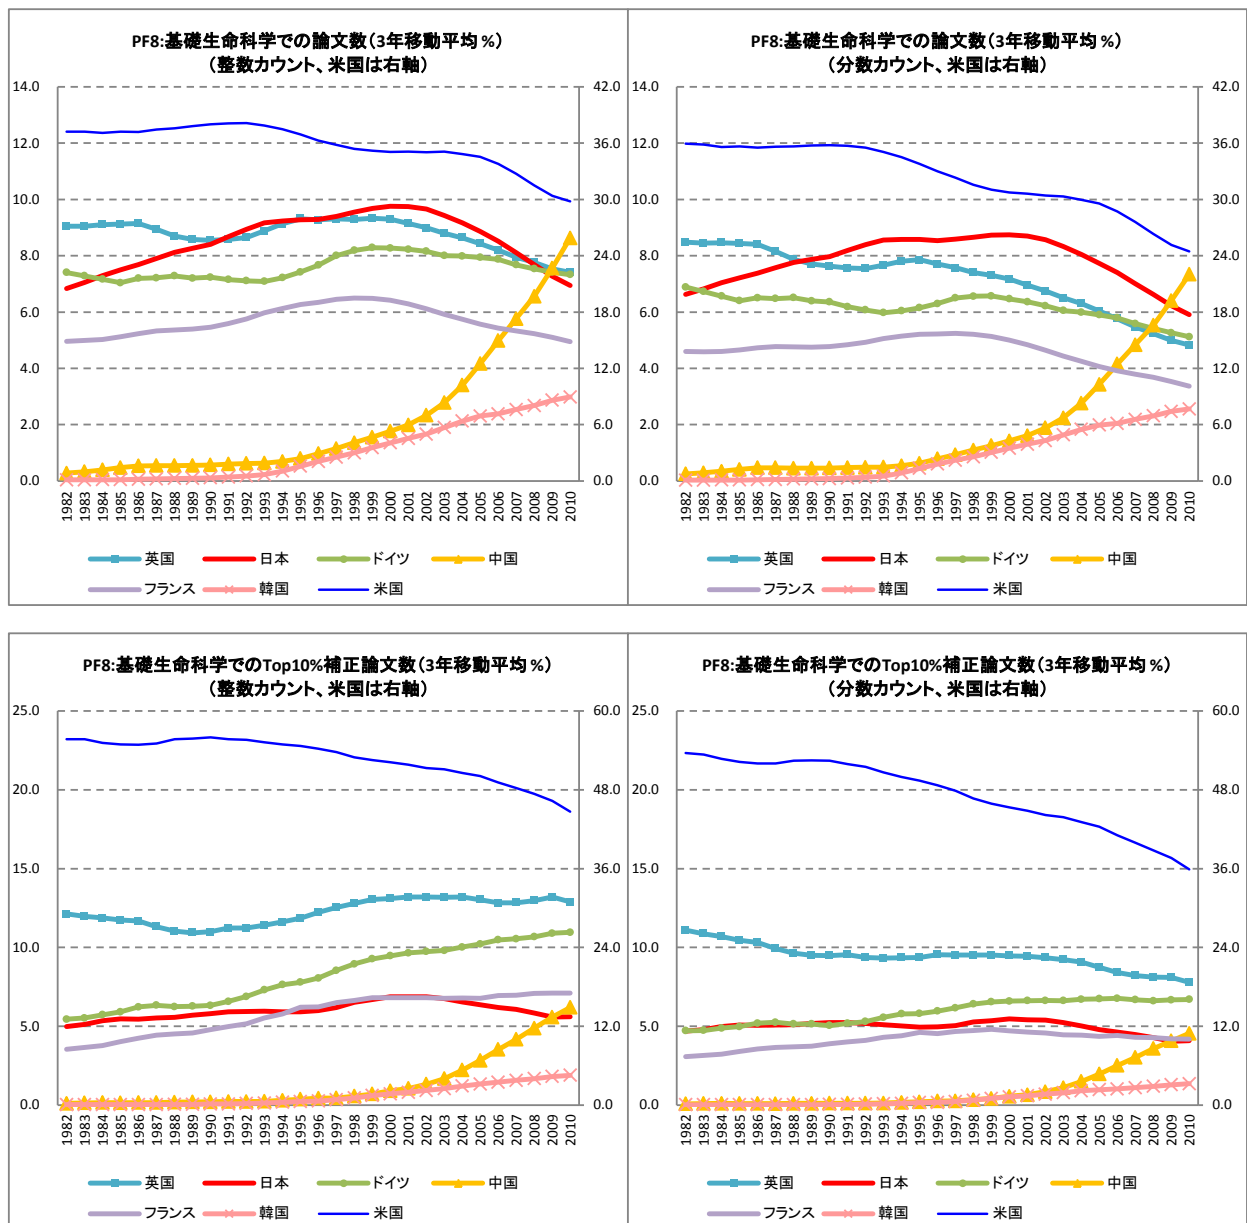 PF8:基礎生命科学での論文数(3年移動平均%)
(整数カウント、米国は右軸)
14.0
12.0
10.0
8.0
6.0
4.0
2.0
0.0
42.0
36.0
30.0
24.0
18.0
12.0
6.0
0.0
1982 1983 1984 1985 1986 1987 1988 1989 1990 1991 1992 1993 1994 1995 1996 1997 1998 1999 2000 2001 2002 2003 2004 2005 2006 2007 2008 2009 2010
英国 日本 ドイツ 中国
フランス 韓国 米国
PF8:基礎生命科学での論文数(3年移動平均%)
(分数カウント、米国は右軸)
14.0
12.0
10.0
8.0
6.0
4.0
2.0
0.0
42.0
36.0
30.0
24.0
18.0
12.0
6.0
0.0
1982 1983 1984 1985 1986 1987 1988 1989 1990 1991 1992 1993 1994 1995 1996 1997 1998 1999 2000 2001 2002 2003 2004 2005 2006 2007 2008 2009 2010
英国 日本 ドイツ 中国
フランス 韓国 米国
PF8:基礎生命科学でのTop10%補正論文数(3年移動平均%)
(整数カウント、米国は右軸)
25.0
20.0
15.0
10.0
5.0
0.0
60.0
48.0
36.0
24.0
12.0
0.0
1982 1983 1984 1985 1986 1987 1988 1989 1990 1991 1992 1993 1994 1995 1996 1997 1998 1999 2000 2001 2002 2003 2004 2005 2006 2007 2008 2009 2010
英国 日本 ドイツ 中国
フランス 韓国 米国
PF8:基礎生命科学でのTop10%補正論文数(3年移動平均%)
(分数カウント、米国は右軸)
25.0
20.0
15.0
10.0
5.0
0.0
60.0
48.0
36.0
24.0
12.0
0.0
1982 1983 1984 1985 1986 1987 1988 1989 1990 1991 1992 1993 1994 1995 1996 1997 1998 1999 2000 2001 2002 2003 2004 2005 2006 2007 2008 2009 2010
英国 日本 ドイツ 中国
フランス 韓国 米国